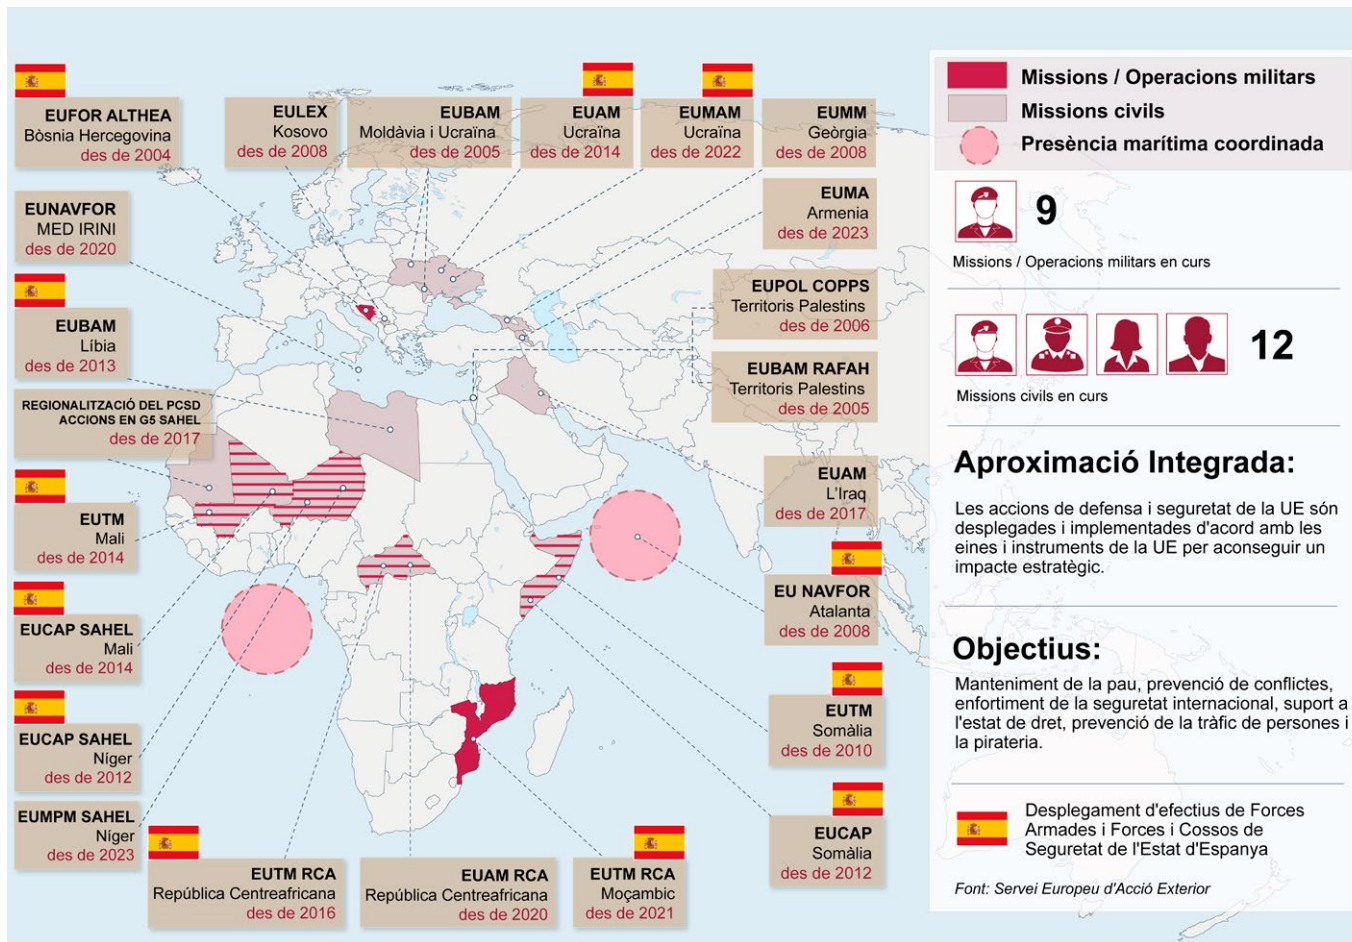 EUFOR ALTHEA
Bòsnia Hercegovina
des de 2004
EULEX
Kosovo
des de 2008
EUBAM
Moldàvia i Ucraïna
des de 2005
EUAM
Ucraïna
des de 2014
EUMAM
Ucraïna
des de 2022
EUMM
Geòrgia
des de 2008
EUNAVFOR
MED IRINI
des de 2020
EUMA
Armenia
des de 2023
EUBAM
Líbia
des de 2013
EUPOL COPPS
Territoris Palestins
des de 2006
EUBAM RAFAH
Territoris Palestins
des de 2005
REGIONALITZACIÓ DEL PCSD
ACCIONS EN G5 SAHEL
des de 2017
EUAM
L'Iraq
des de 2017
EUTM
Mali
des de 2014
EU NAVFOR
Atalanta
des de 2008
EUCAP SAHEL
Mali
des de 2014
EUTM
Somàlia
des de 2010
EUCAP SAHEL
Níger
des de 2012
EUCAP
Somàlia
des de 2012
EUMPM SAHEL
Níger
des de 2023
EUTM RCA
República Centreafricana
des de 2016
EUAM RCA
República Centreafricana
des de 2020
EUTM RCA
Moçambic
des de 2021
Missions / Operacions militars
Missions civils
Presència marítima coordinada
9
Missions / Operacions militars en curs
12
Missions civils en curs
Aproximació Integrada:
Les accions de defensa i seguretat de la UE són
desplegades i implementades d'acord amb les
eines i instruments de la UE per aconseguir un
impacte estratègic.
Objectius:
Manteniment de la pau, prevenció de conflictes,
enfortiment de la seguretat internacional, suport a
l'estat de dret, prevenció de la tràfic de persones i
la pirateria.
Desplegament d'efectius de Forces
Armades i Forces i Cossos de
Seguretat de l'Estat d'Espanya
Font: Servei Europeu d'Acció Exterior